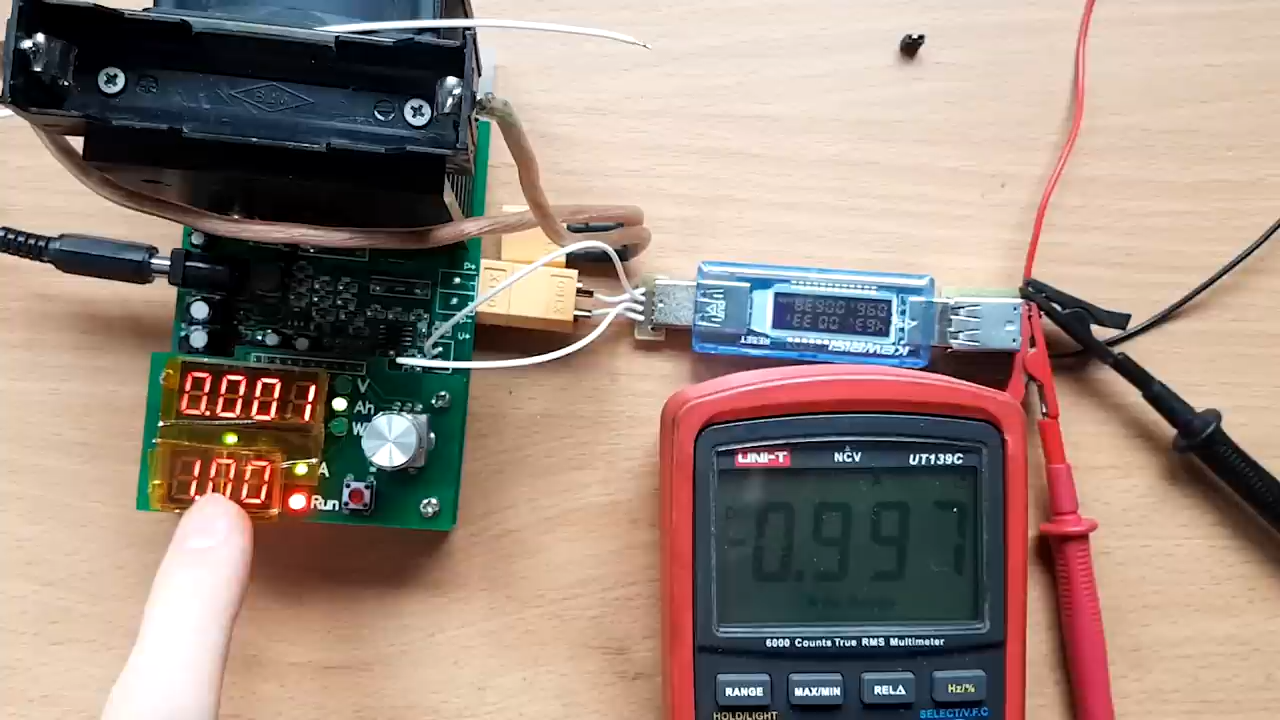 V+
0.001
V
Ah
W
1.00
A
Run
RESET
KEWEISI
UNI-T
NCV
UT139C
-0.997
6000 Counts True RMS Multimeter
RANGE
MAX/MIN
REL△
Hz/%
HOLD/LIGHT
SELECT/V.F.C